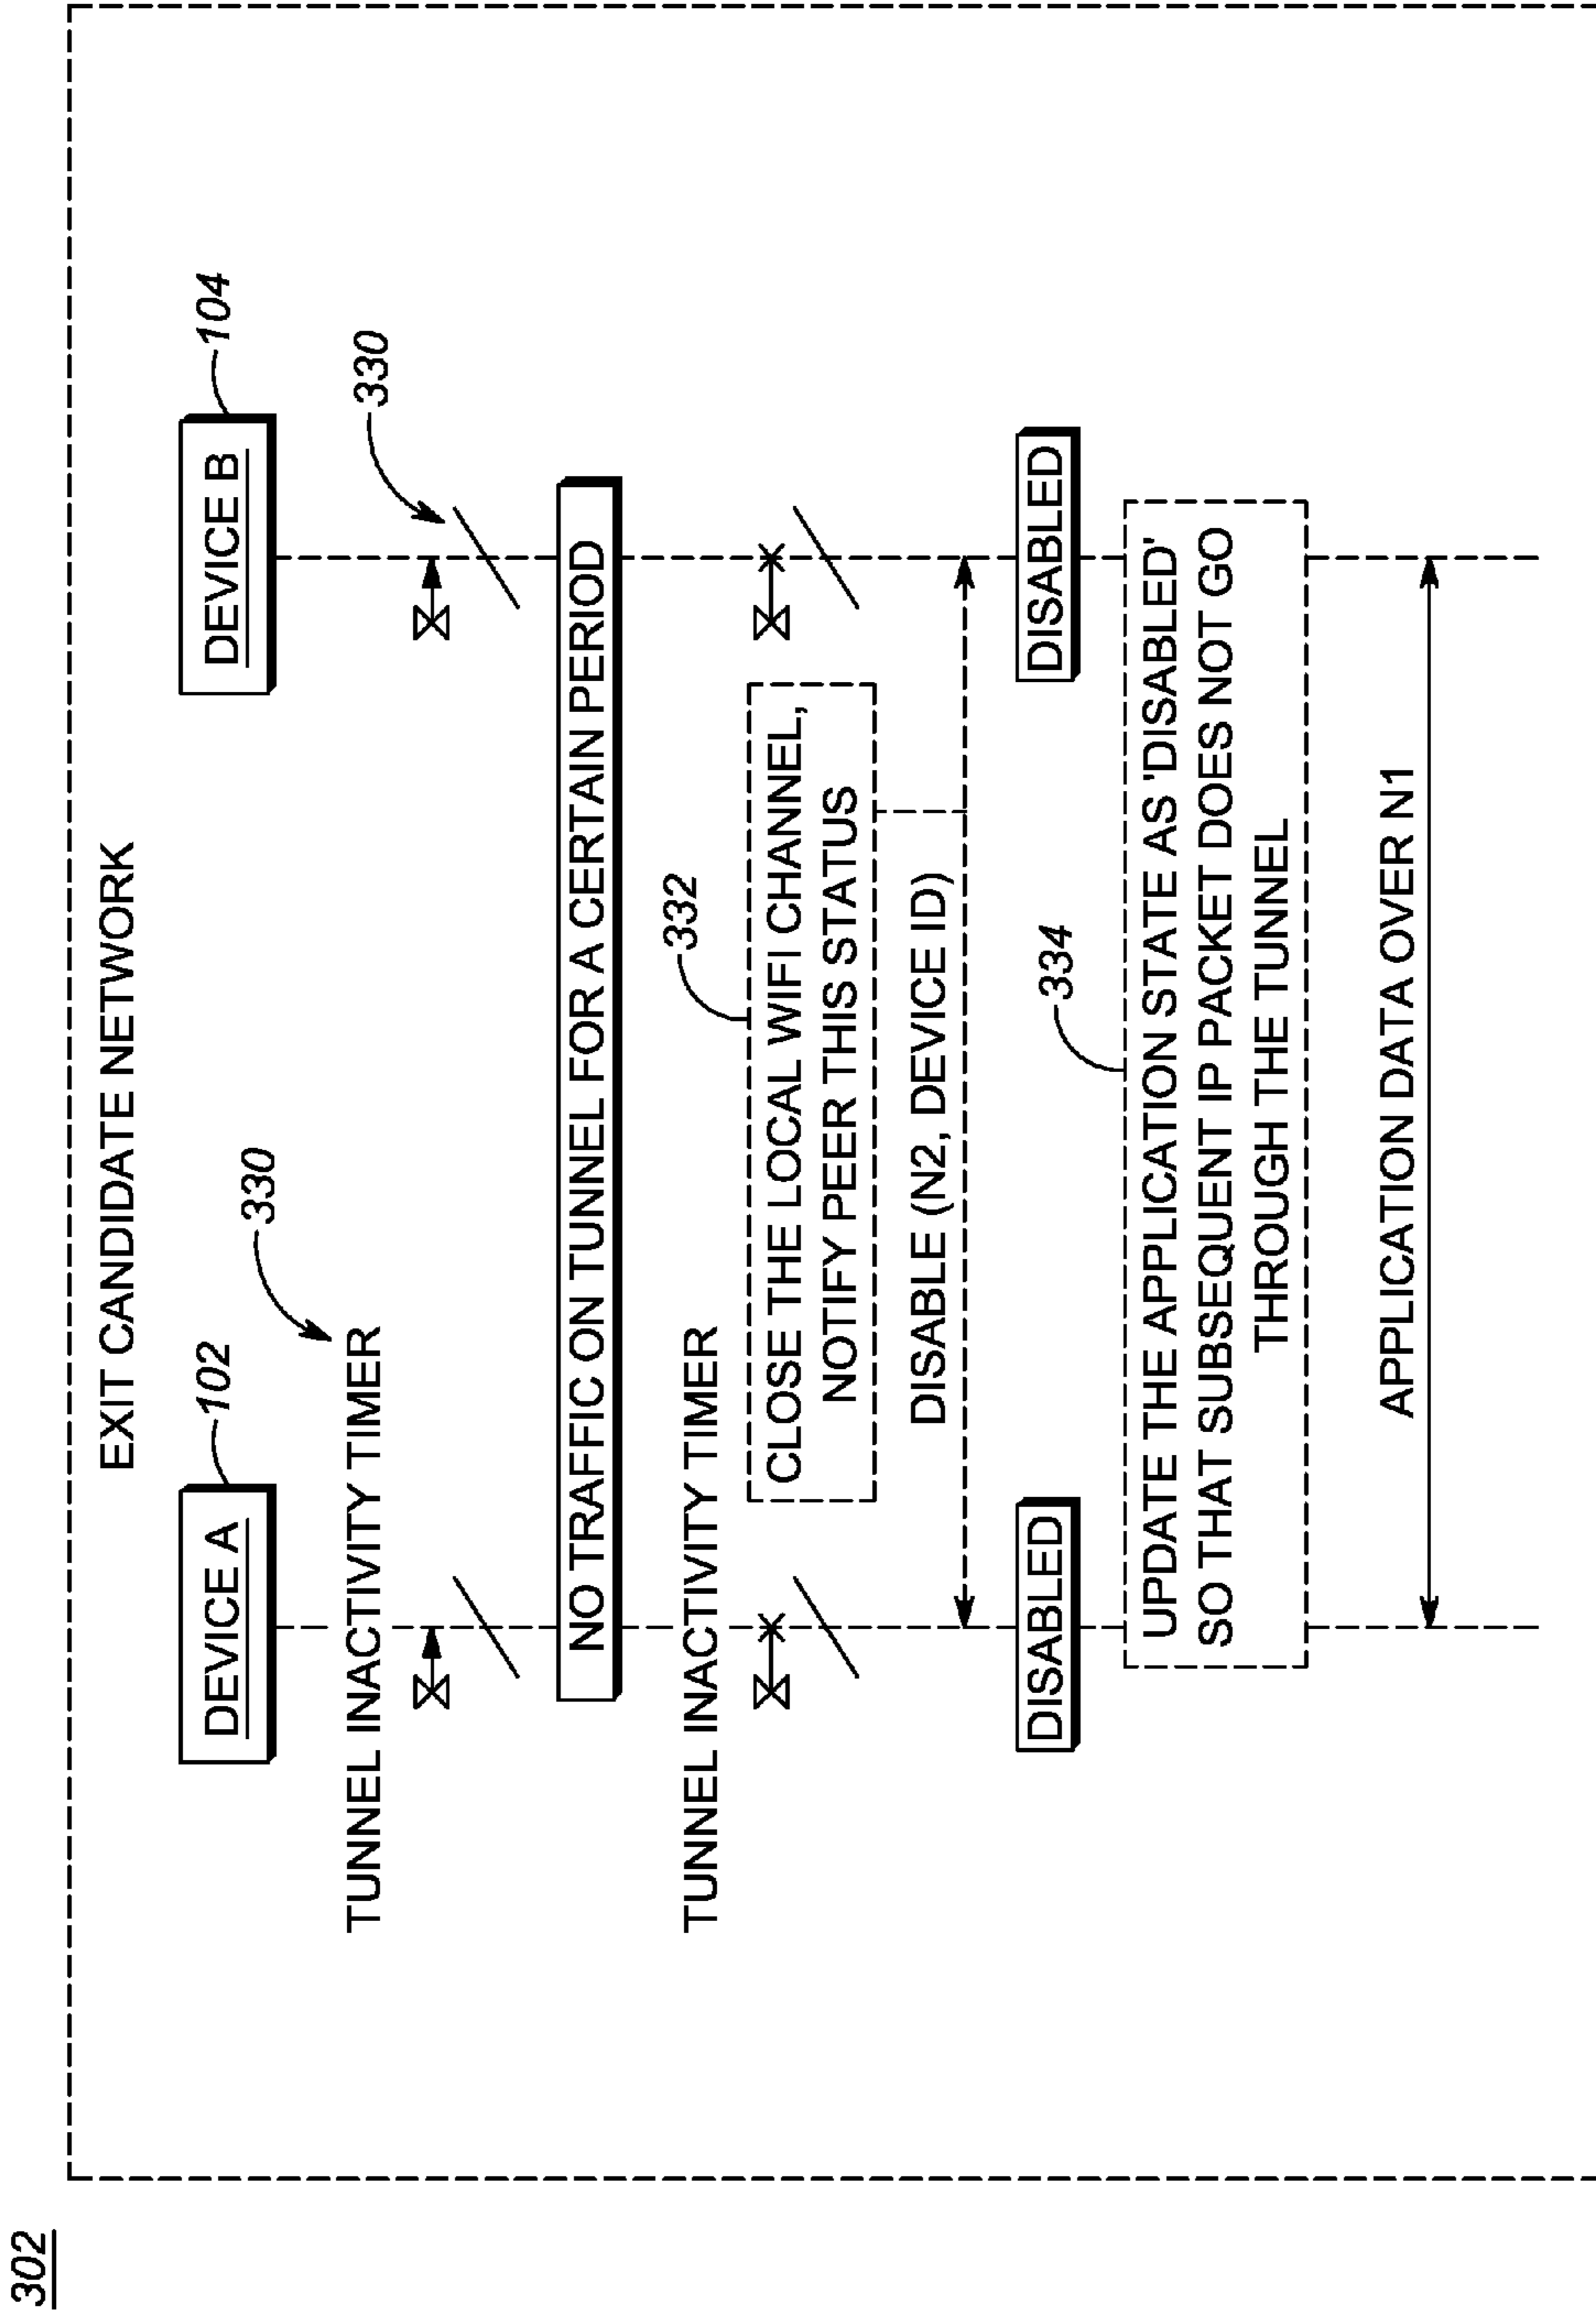 302
EXIT CANDIDATE NETWORK
DEVICE A
102
DEVICE B
104
TUNNEL INACTIVITY TIMER
330
330
NO TRAFFIC ON TUNNEL FOR A CERTAIN PERIOD
TUNNEL INACTIVITY TIMER
332
CLOSE THE LOCAL WIFI CHANNEL,
NOTIFY PEER THIS STATUS
DISABLE (N2, DEVICE ID)
DISABLED
DISABLED
334
UPDATE THE APPLICATION STATE AS 'DISABLED'
SO THAT SUBSEQUENT IP PACKET DOES NOT GO
THROUGH THE TUNNEL
APPLICATION DATA OVER N1